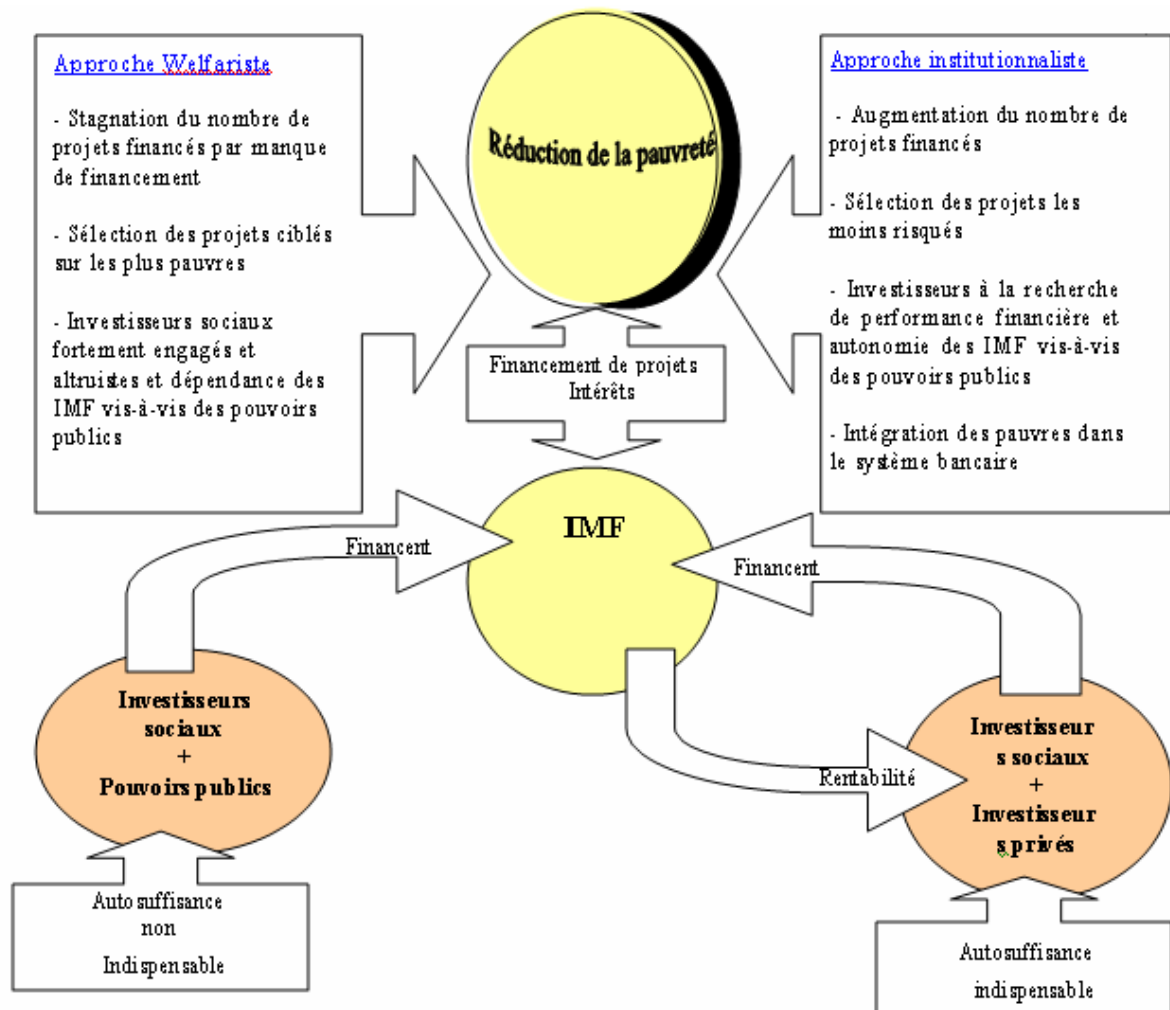 Approche Welfariste
- Stagnation du nombre de
projets financés par manque
de financement
- Sélection des projets ciblés
sur les plus pauvres
- Investisseurs sociaux
fortement engagés et
altruistes et dépendance des
IMF vis-à-vis des pouvoirs
publics
Réduction de la pauvreté
Approche institutionnaliste
- Augmentation du nombre de
projets financés
- Sélection des projets les
moins risqués
- Investisseurs à la recherche
de performance financière et
autonomie des IMF vis-à-vis
des pouvoirs publics
- Intégration des pauvres dans
le système bancaire
Financement de projets
Intérêts
IMF
Financent
Financent
Investisseurs
sociaux
+
Pouvoirs publics
Rentabilité
Investisseur
s sociaux
+
Investisseur
s privés
Autosuffisance
non
Indispensable
Autosuffisance
indispensable